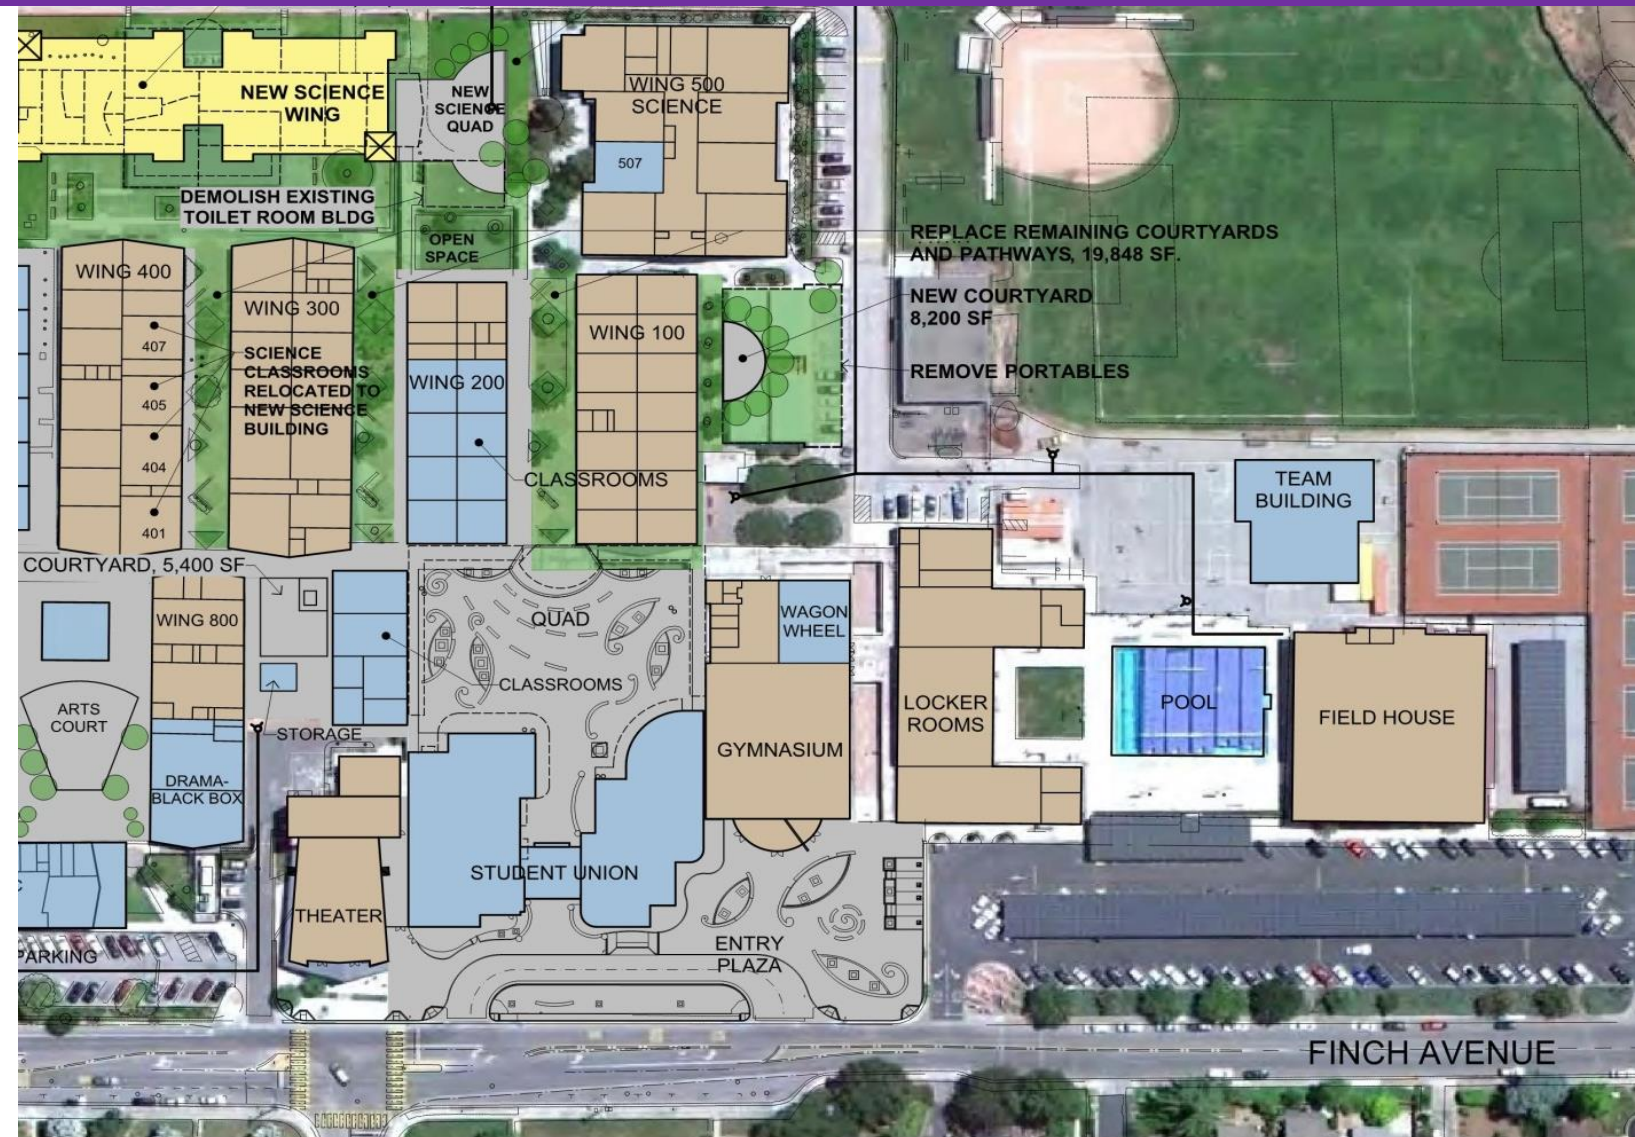 NEW SCIENCE
WING
NEW
SCIENCE
QUAD
WING 500
SCIENCE
507
DEMOLISH EXISTING
TOILET ROOM BLDG
OPEN
SPACE
REPLACE REMAINING COURTYARDS
AND PATHWAYS, 19,848 SF.
NEW COURTYARD
8,200 SF
REMOVE PORTABLES
WING 400
407
405
404
401
WING 300
SCIENCE
CLASSROOMS
RELOCATED TO
NEW SCIENCE
BUILDING
WING 200
WING 100
CLASSROOMS
TEAM
BUILDING
COURTYARD, 5,400 SF
WING 800
QUAD
WAGON
WHEEL
CLASSROOMS
ARTS
COURT
STORAGE
LOCKER
ROOMS
POOL
FIELD HOUSE
GYMNASIUM
DRAMA-
BLACK BOX
STUDENT UNION
THEATER
ENTRY
PLAZA
PARKING
FINCH AVENUE